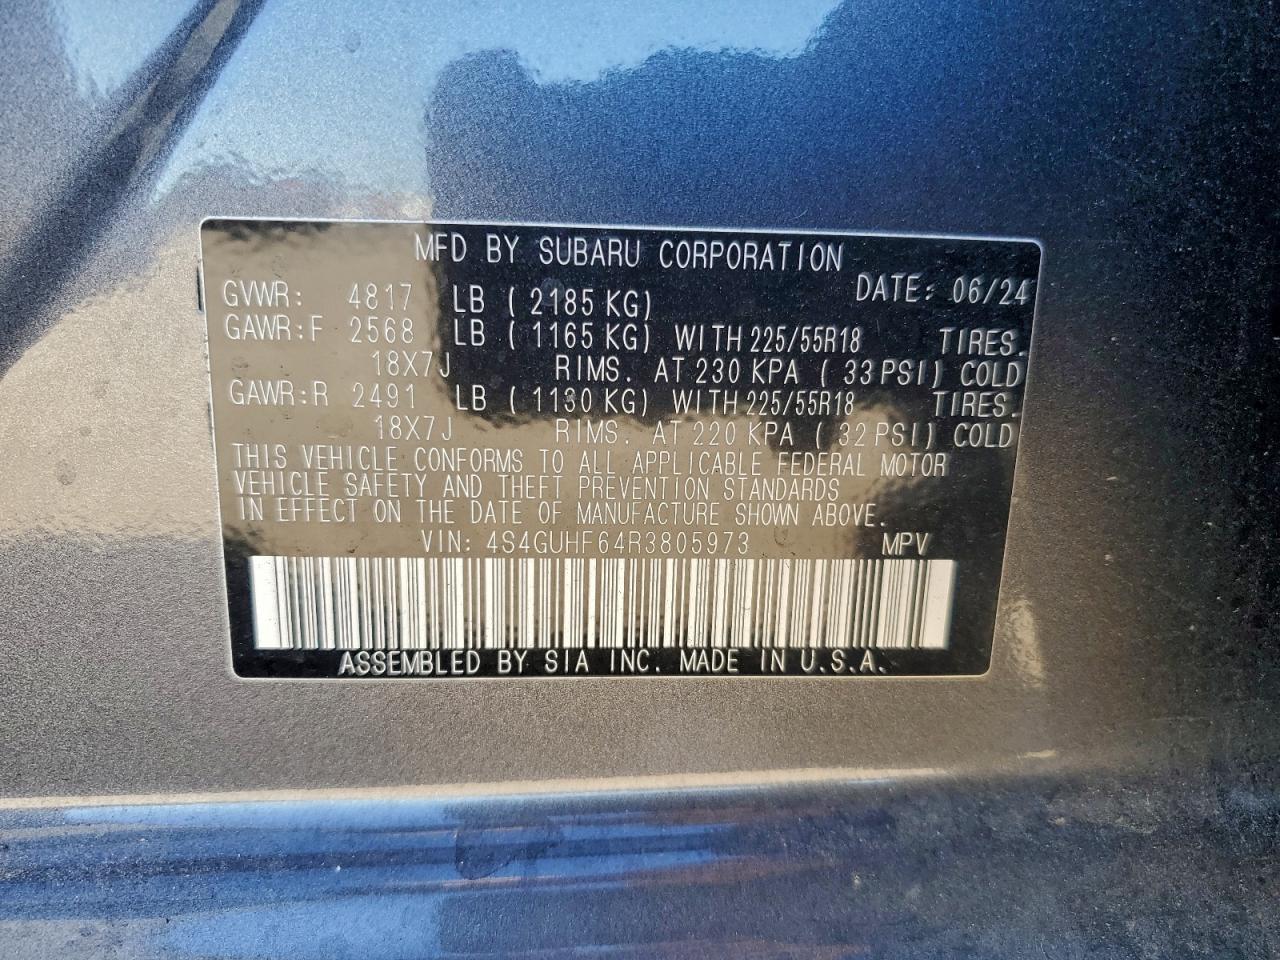 MFD BY SUBARU CORPORATION
DATE: 06/24
GVWR: 4817 LB ( 2185 KG)
GAWR:F 2568 LB ( 1165 KG) WITH 225/55R18 TIRES.
18X7J RIMS. AT 230 KPA ( 33 PSI) COLD
GAWR:R 2491 LB ( 1130 KG) WITH 225/55R18 TIRES.
18X7J RIMS. AT 220 KPA ( 32 PSI) COLD
THIS VEHICLE CONFORMS TO ALL APPLICABLE FEDERAL MOTOR
VEHICLE SAFETY AND THEFT PREVENTION STANDARDS
IN EFFECT ON THE DATE OF MANUFACTURE SHOWN ABOVE.
VIN: 4S4GUHF64R3805973 MPV
ASSEMBLED BY SIA INC. MADE IN U.S.A.